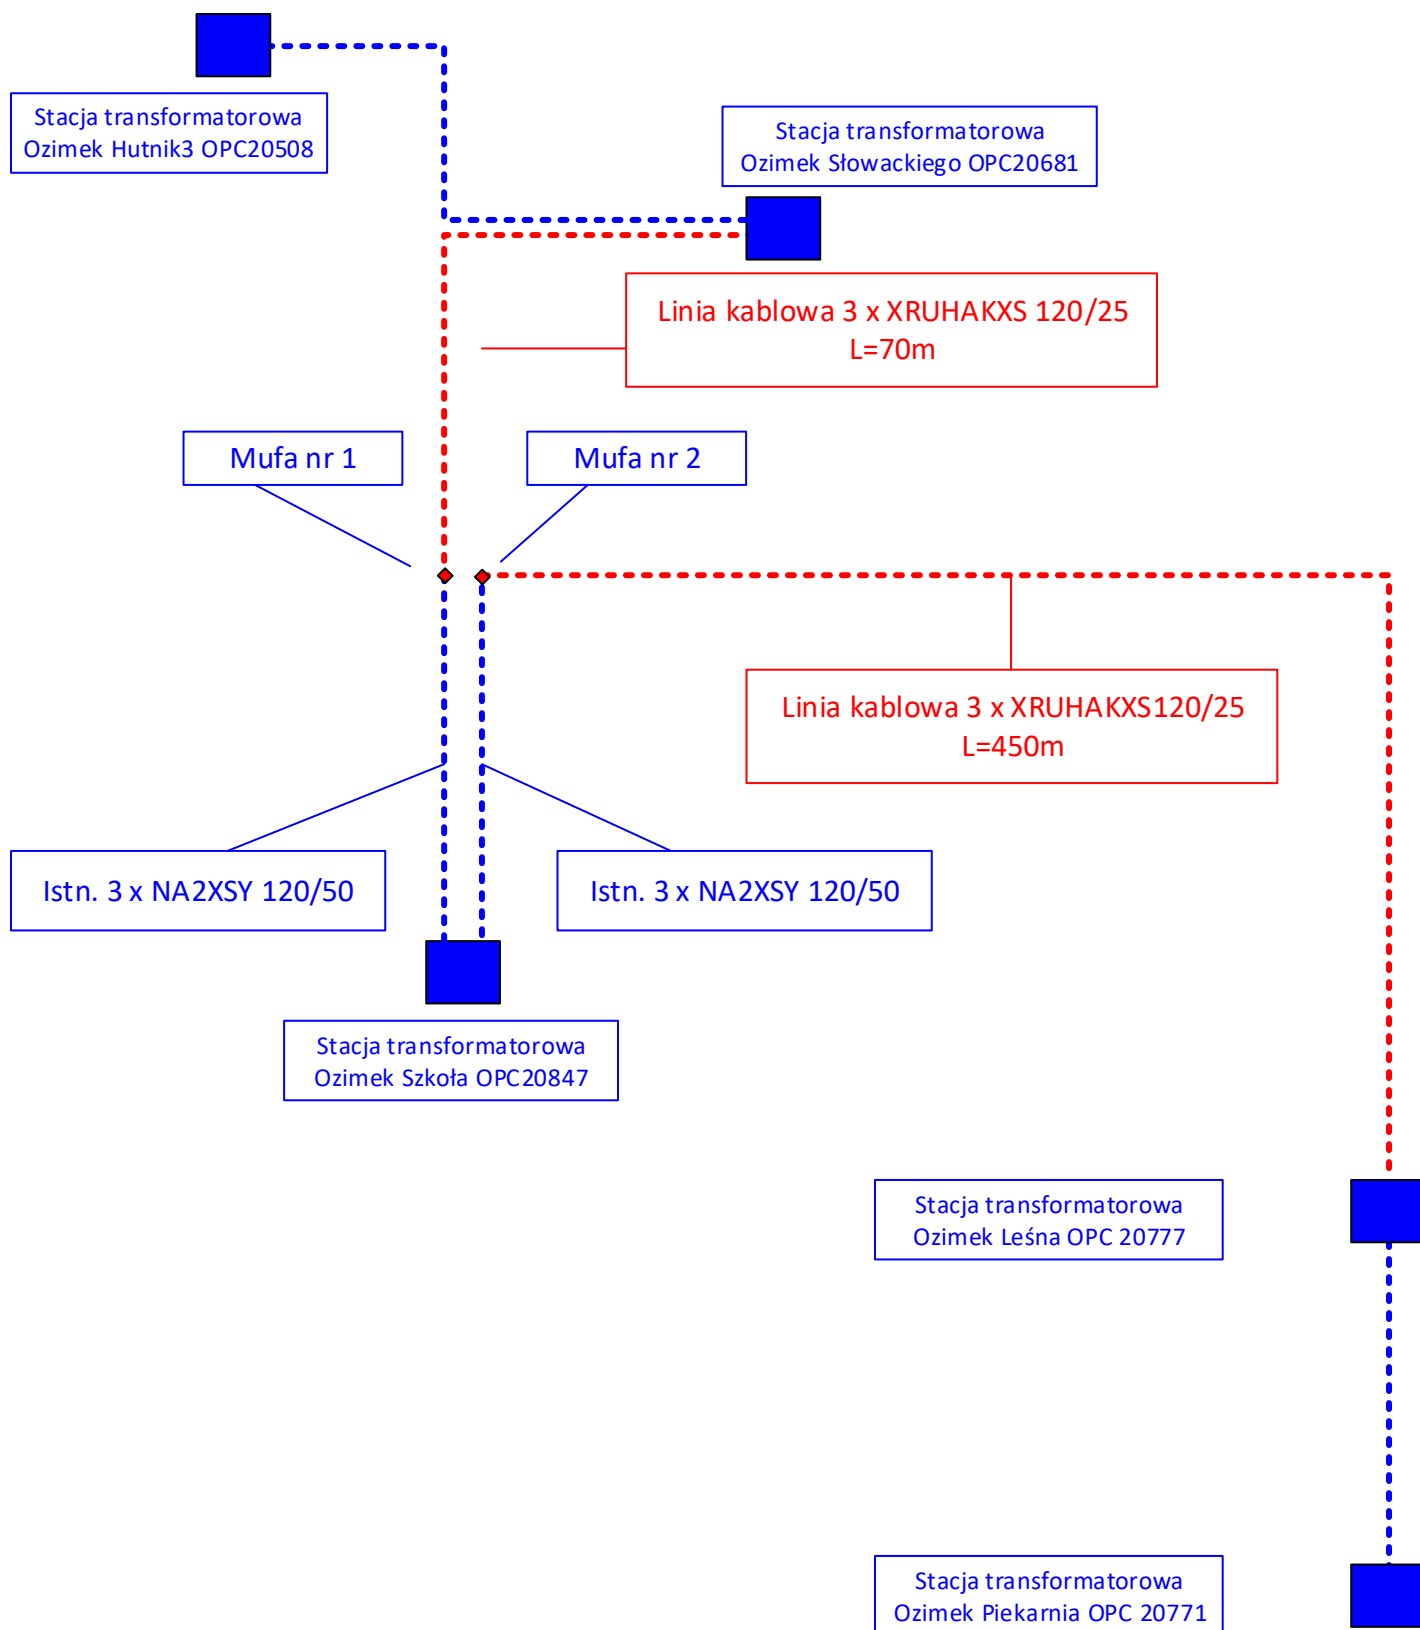 Stacja transformatorowa
Ozimek Hutnik3 OPC20508
Stacja transformatorowa
Ozimek Słowackiego OPC20681
Linia kablowa 3 x XRUHAKXS 120/25
L=70m
Mufa nr 1
Mufa nr 2
Linia kablowa 3 x XRUHAKXS120/25
L=450m
Istn. 3 x NA2XSY 120/50
Istn. 3 x NA2XSY 120/50
Stacja transformatorowa
Ozimek Szkoła OPC20847
Stacja transformatorowa
Ozimek Leśna OPC 20777
Stacja transformatorowa
Ozimek Piekarnia OPC 20771